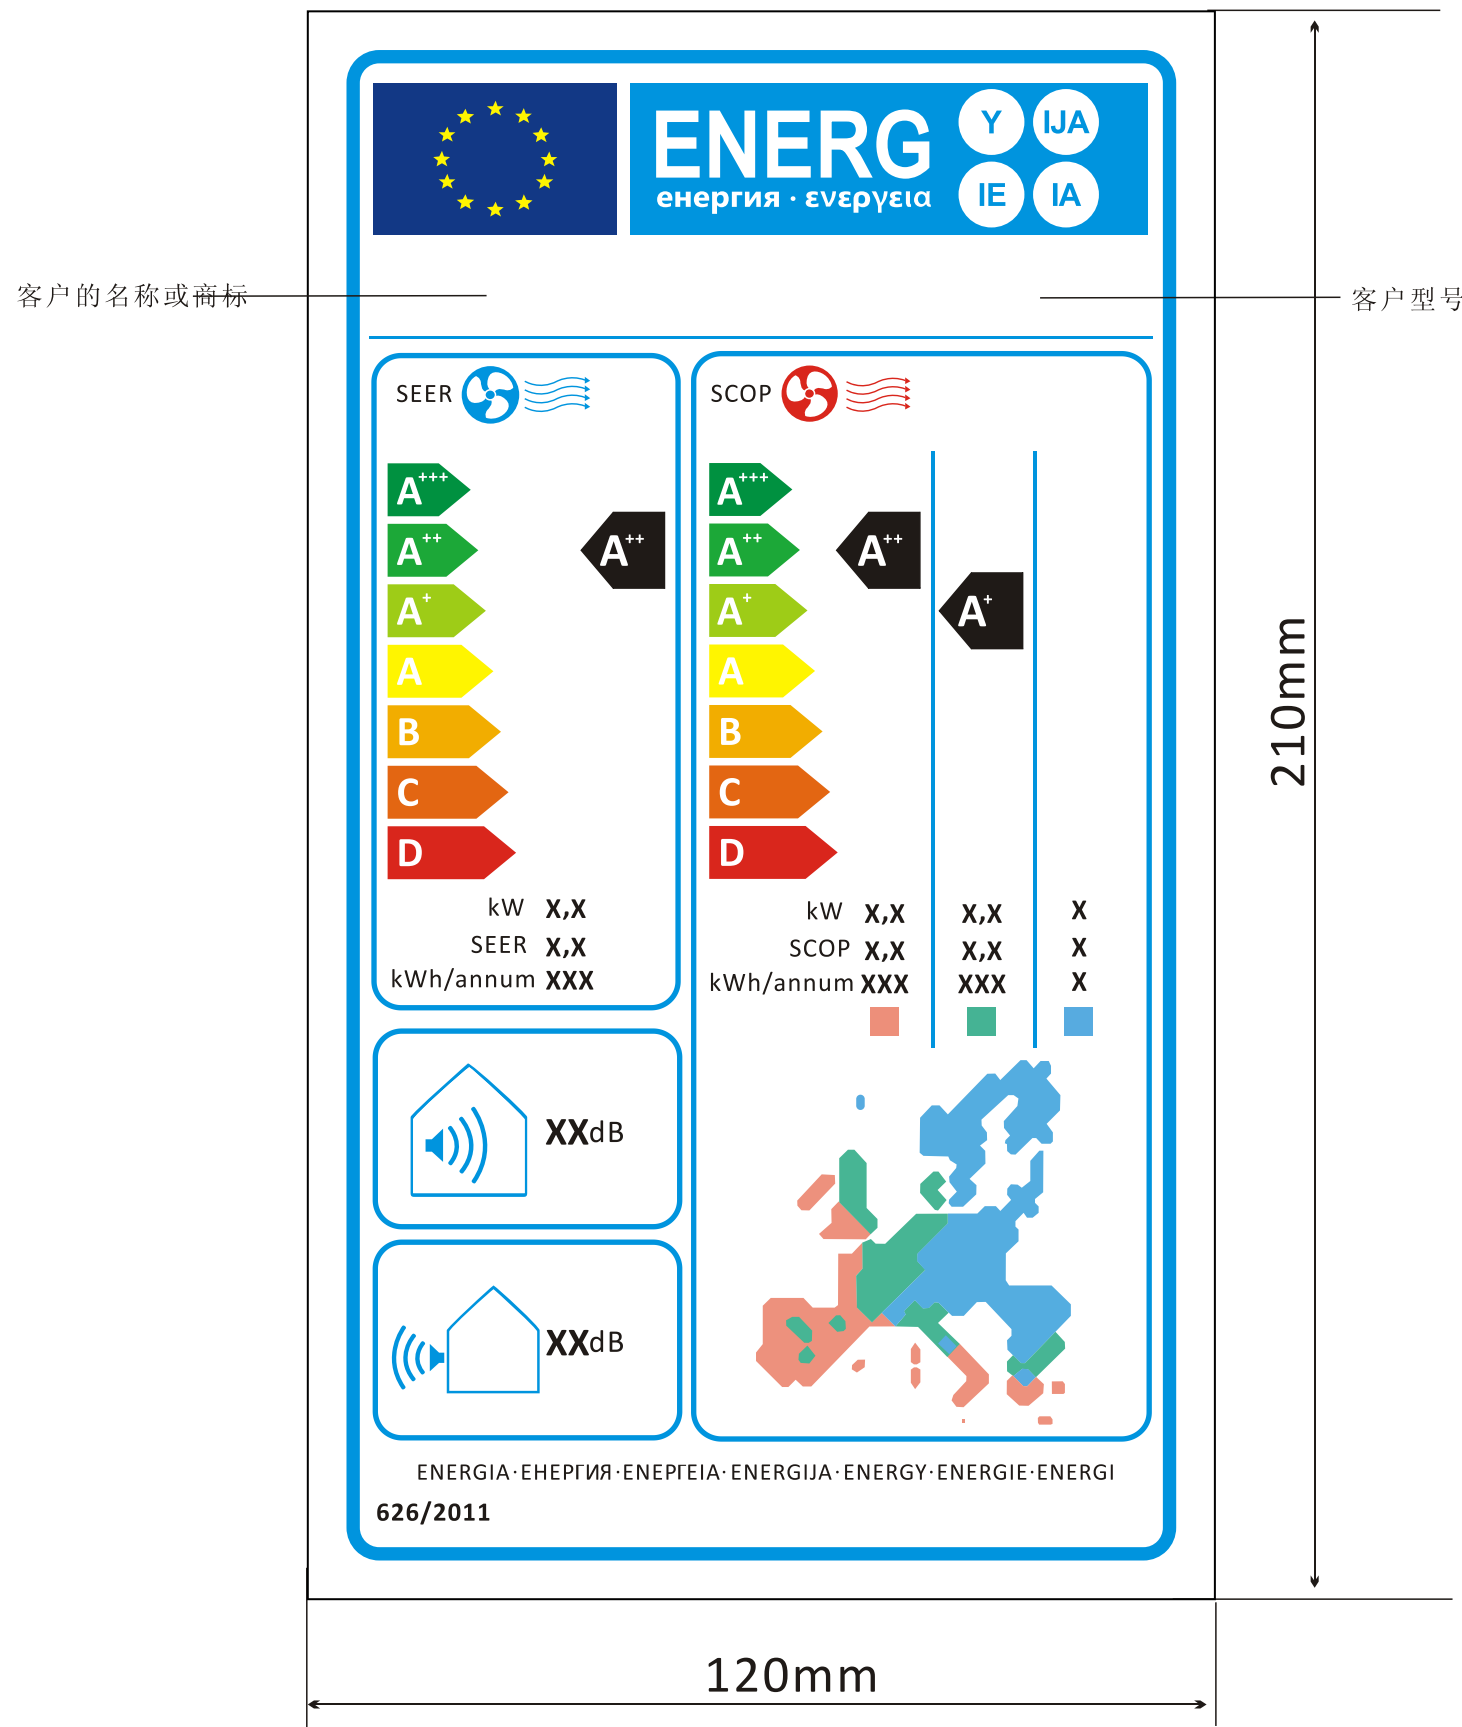 ENERG
енергия · ενεργεια
Y IJA
IE IA
客户的名称或商标
客户型号
SEER
A+++
A++
A+
A
B
C
D
A++
kW X,X
SEER X,X
kWh/annum XXX
SCOP
A+++
A++
A+
A
B
C
D
A++
A+
kW X,X X,X X
SCOP X,X X,X X
kWh/annum XXX XXX X
XXdB
XXdB
ENERGIA·ЕНЕРГИЯ·ΕΝΕΡΓΕΙΑ·ENERGIJA·ENERGY·ENERGIE·ENERGI
626/2011
210mm
120mm